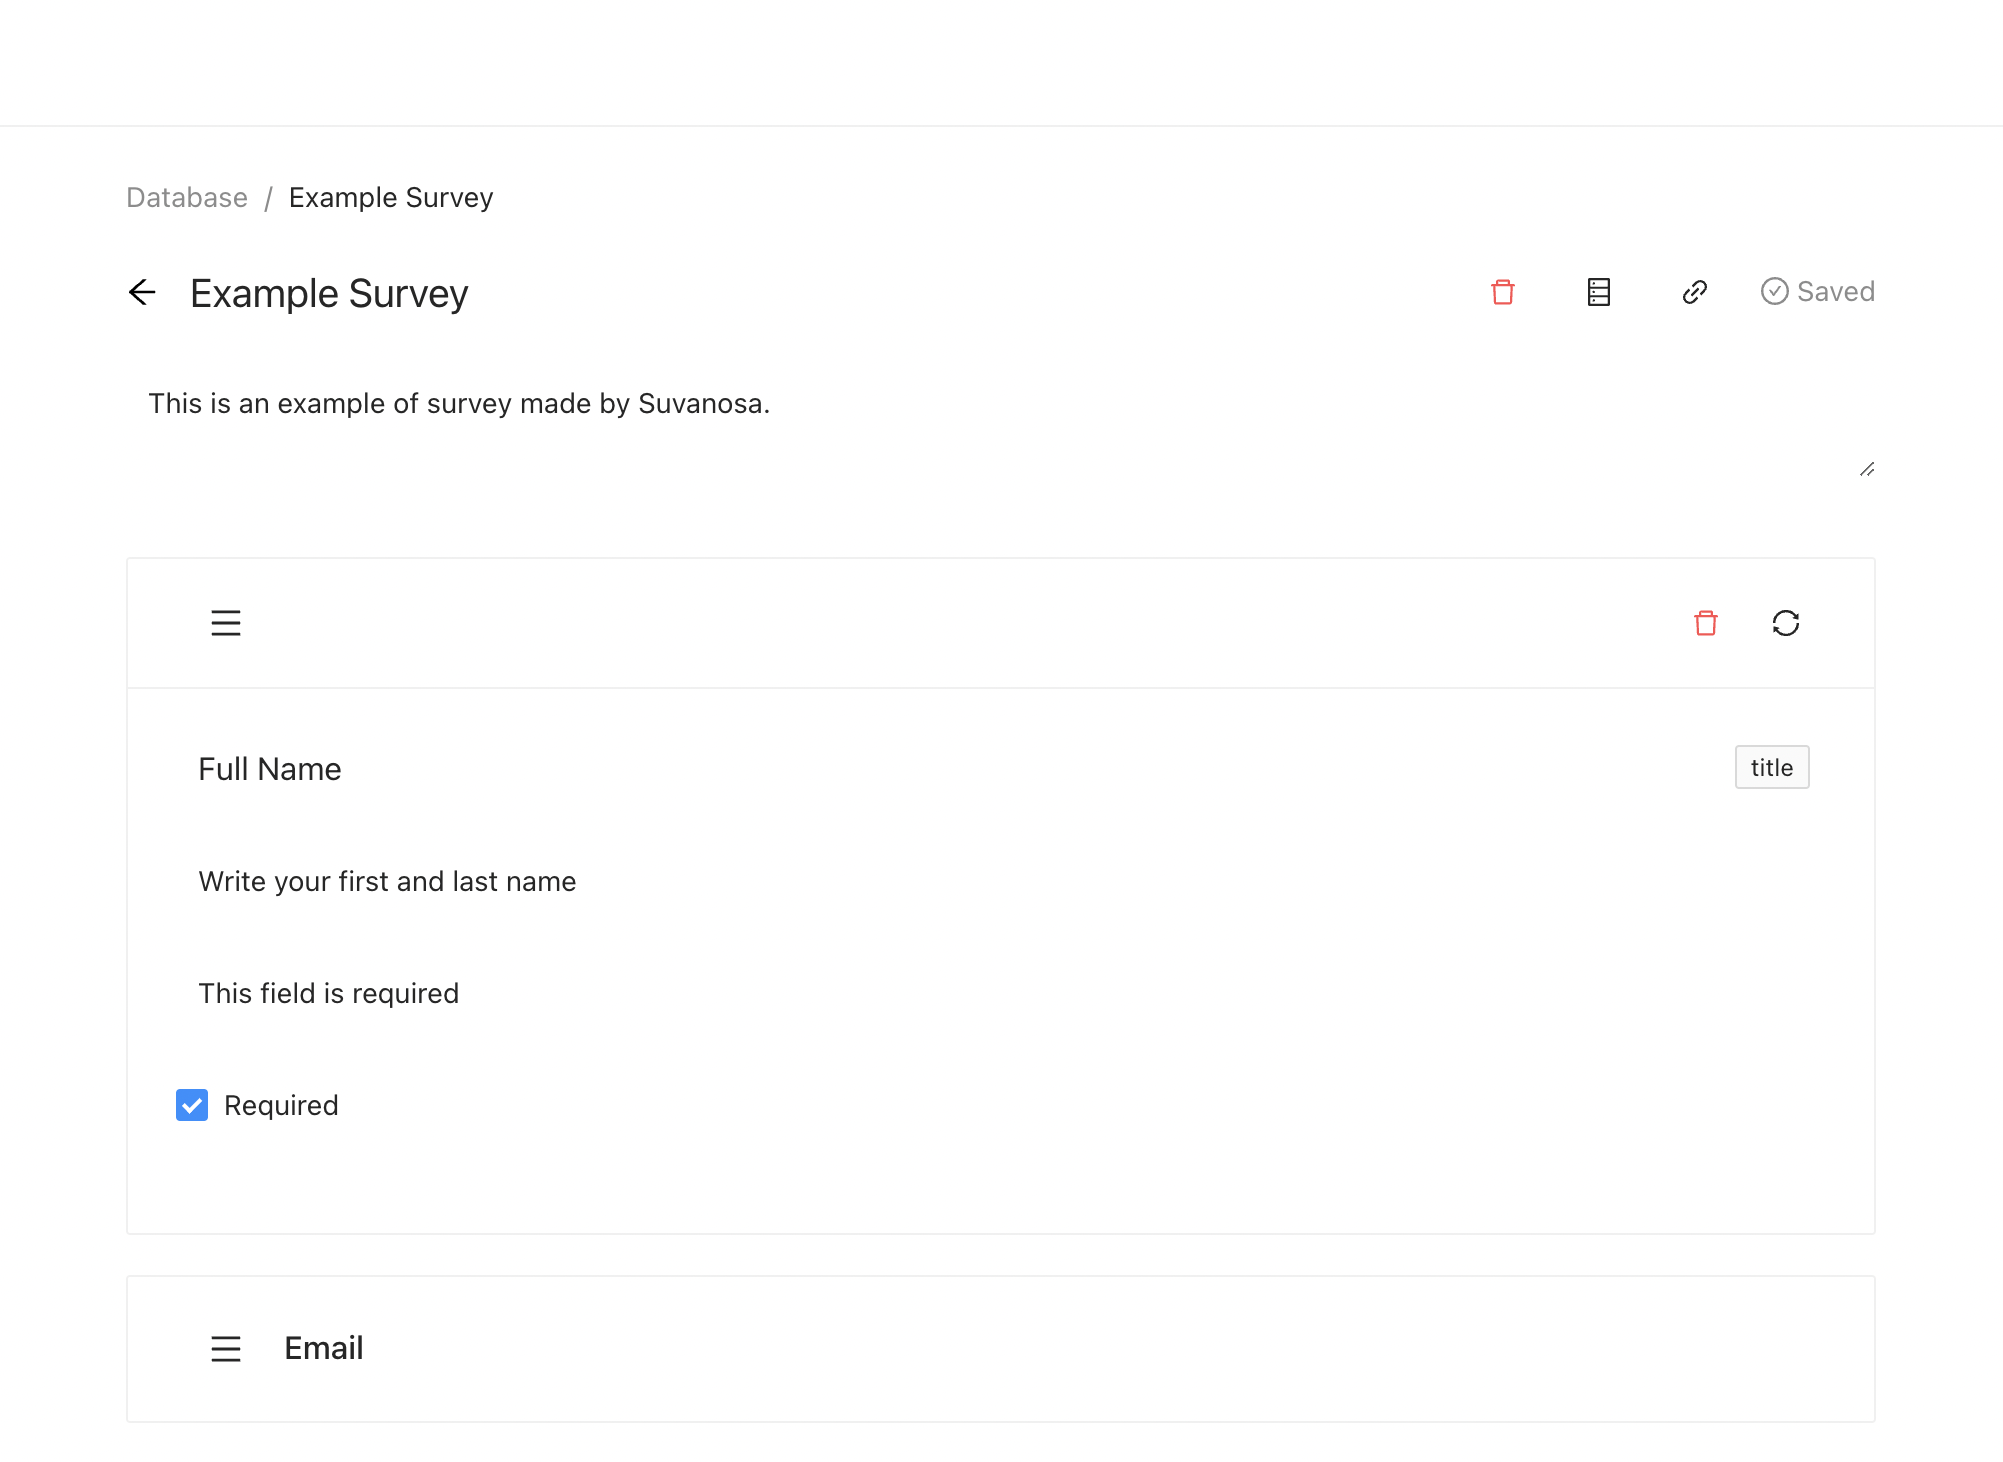 Database / Example Survey
Example Survey
Saved
This is an example of survey made by Suvanosa.
Full Name
title
Write your first and last name
This field is required
Required
Email